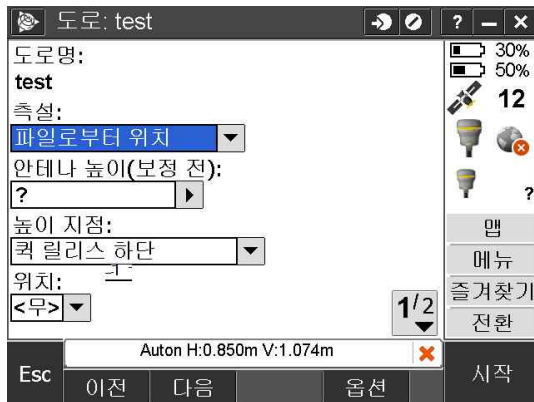 도로: test
? – ×
도로명:
30%
50%
test
12
측설:
파일로부터 위치
안테나 높이(보정 전):
?
?
높이 지점:
맵
퀵 릴리스 하단
메뉴
위치:
즐겨찾기
<무>
1/2
전환
Auton H:0.850m V:1.074m
Esc
이전
다음
옵션
시작